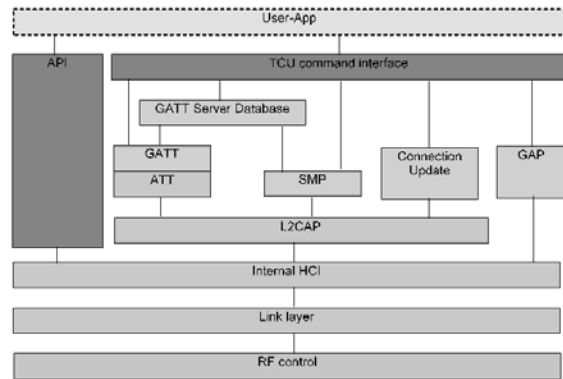 User-App
API
TCU command interface
GATT Server Database
GATT
ATT
SMP
Connection
Update
GAP
L2CAP
Internal HCI
Link layer
RF control